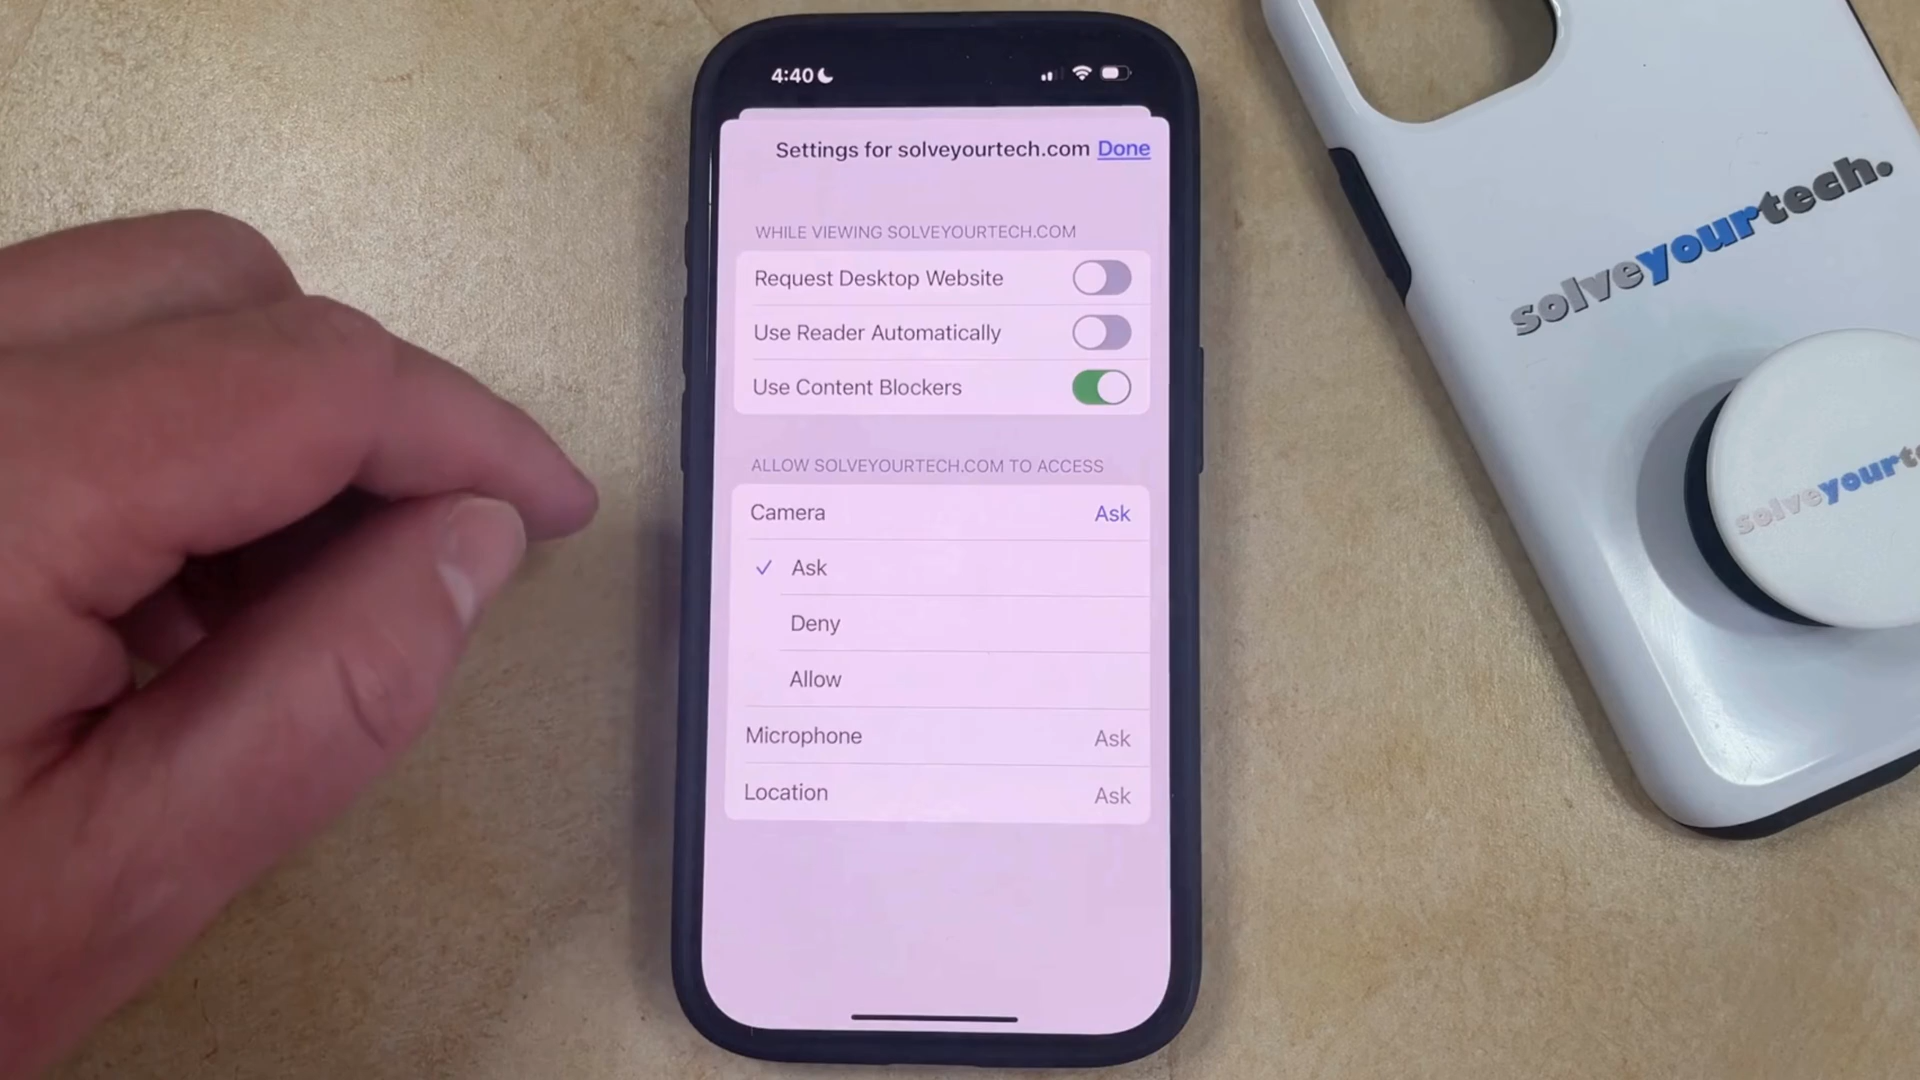 4:40
Settings for solveyourtech.com Done
WHILE VIEWING SOLVEYOURTECH.COM
Request Desktop Website
Use Reader Automatically
Use Content Blockers
ALLOW SOLVEYOURTECH.COM TO ACCESS
Camera Ask
✓ Ask
Deny
Allow
Microphone Ask
Location Ask
solveyourtech.
solveyourte